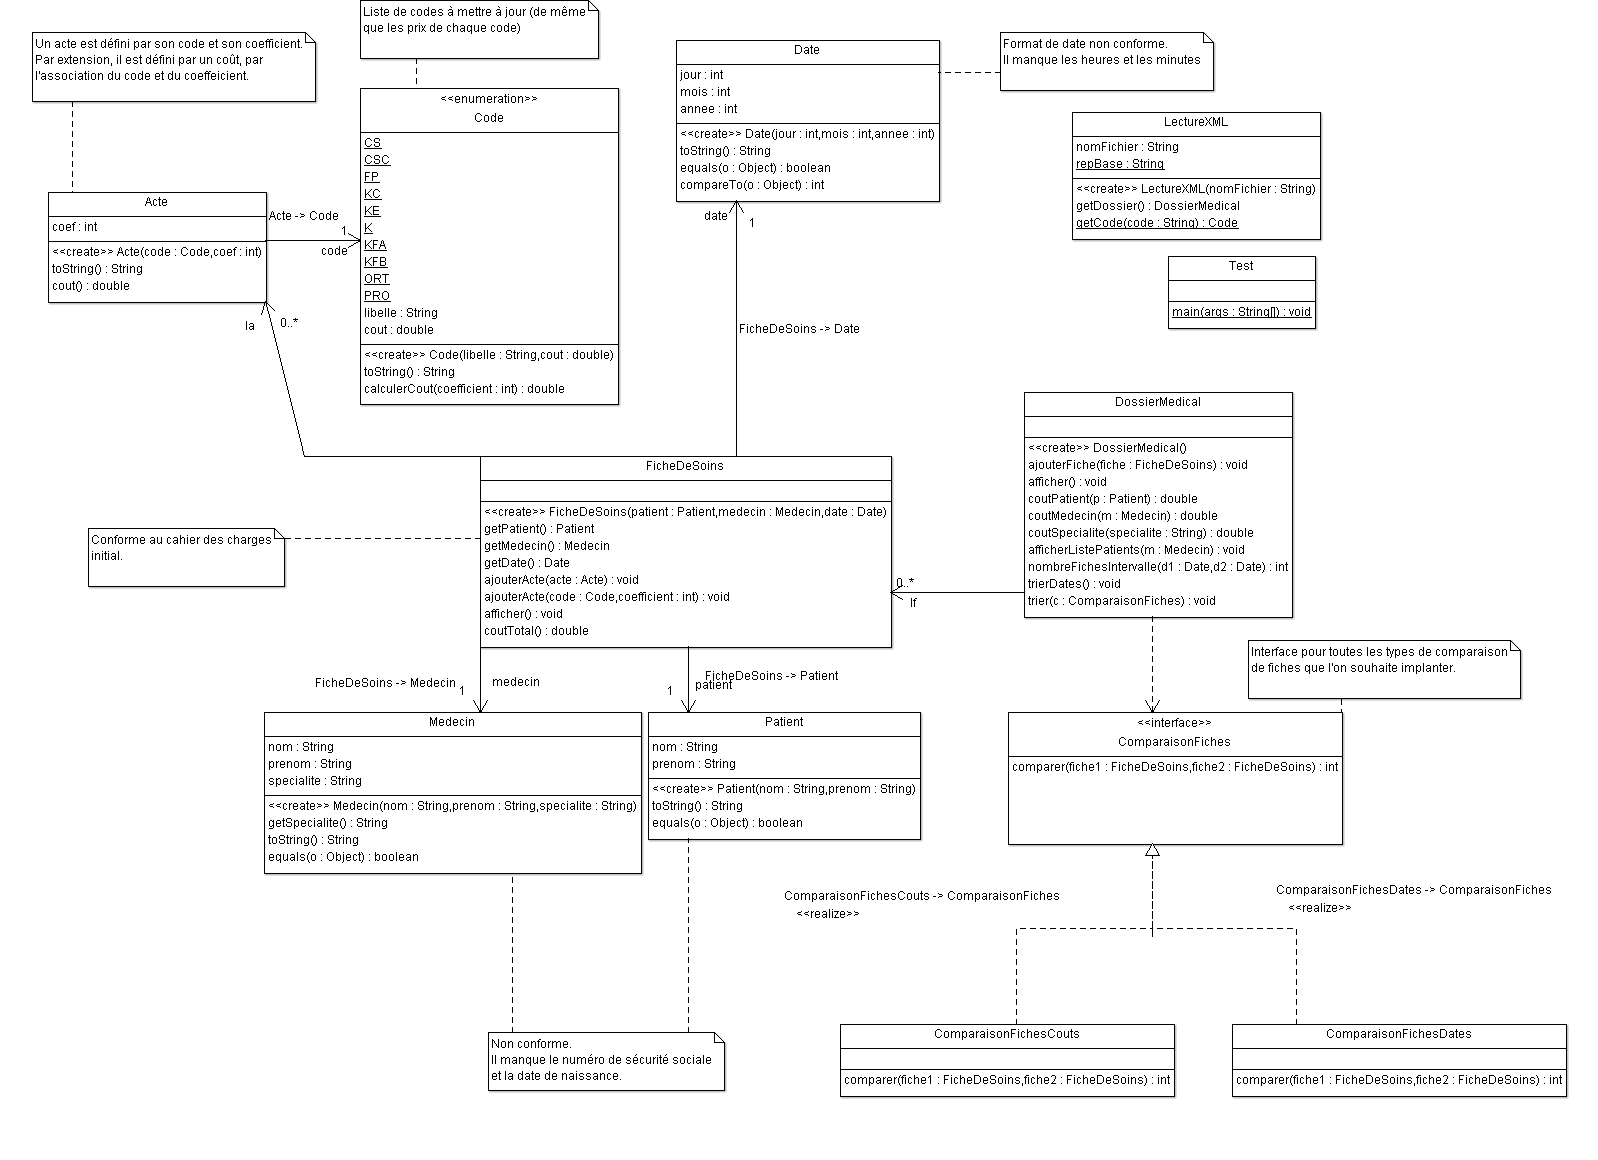 Liste de codes à mettre à jour (de même
que les prix de chaque code)
Un acte est défini par son code et son coefficient.
Par extension, il est défini par un coût, par
l'association du code et du coeffeicient.
<<enumeration>>
Code
CS
CSC
FP
KC
KE
K
KFA
KFB
ORT
PRO
libelle : String
cout : double
<<create>> Code(libelle : String,cout : double)
toString() : String
calculerCout(coefficient : int) : double
Acte
coef : int
<<create>> Acte(code : Code,coef : int)
toString() : String
cout() : double
Acte -> Code
1
code
la
0..*
Date
jour : int
mois : int
annee : int
<<create>> Date(jour : int,mois : int,annee : int)
toString() : String
equals(o : Object) : boolean
compareTo(o : Object) : int
Format de date non conforme.
Il manque les heures et les minutes
date
1
FicheDeSoins -> Date
LectureXML
nomFichier : String
repBase : String
<<create>> LectureXML(nomFichier : String)
getDossier() : DossierMedical
getCode(code : String) : Code
Test
main(args : String[]) : void
DossierMedical
<<create>> DossierMedical()
ajouterFiche(fiche : FicheDeSoins) : void
afficher() : void
coutPatient(p : Patient) : double
coutMedecin(m : Medecin) : double
coutSpecialite(specialite : String) : double
afficherListePatients(m : Medecin) : void
nombreFichesIntervalle(d1 : Date,d2 : Date) : int
trierDates() : void
trier(c : ComparaisonFiches) : void
FicheDeSoins
<<create>> FicheDeSoins(patient : Patient,medecin : Medecin,date : Date)
getPatient() : Patient
getMedecin() : Medecin
getDate() : Date
ajouterActe(acte : Acte) : void
ajouterActe(code : Code,coefficient : int) : void
afficher() : void
coutTotal() : double
0..*
lf
Conforme au cahier des charges
initial.
FicheDeSoins -> Medecin
1
medecin
FicheDeSoins -> Patient
1
patient
Interface pour toutes les types de comparaison
de fiches que l'on souhaite implanter.
Medecin
nom : String
prenom : String
specialite : String
<<create>> Medecin(nom : String,prenom : String,specialite : String)
getSpecialite() : String
toString() : String
equals(o : Object) : boolean
Patient
nom : String
prenom : String
<<create>> Patient(nom : String,prenom : String)
toString() : String
equals(o : Object) : boolean
<<interface>>
ComparaisonFiches
comparer(fiche1 : FicheDeSoins,fiche2 : FicheDeSoins) : int
ComparaisonFichesCouts -> ComparaisonFiches
<<realize>>
ComparaisonFichesDates -> ComparaisonFiches
<<realize>>
Non conforme.
Il manque le numéro de sécurité sociale
et la date de naissance.
ComparaisonFichesCouts
comparer(fiche1 : FicheDeSoins,fiche2 : FicheDeSoins) : int
ComparaisonFichesDates
comparer(fiche1 : FicheDeSoins,fiche2 : FicheDeSoins) : int